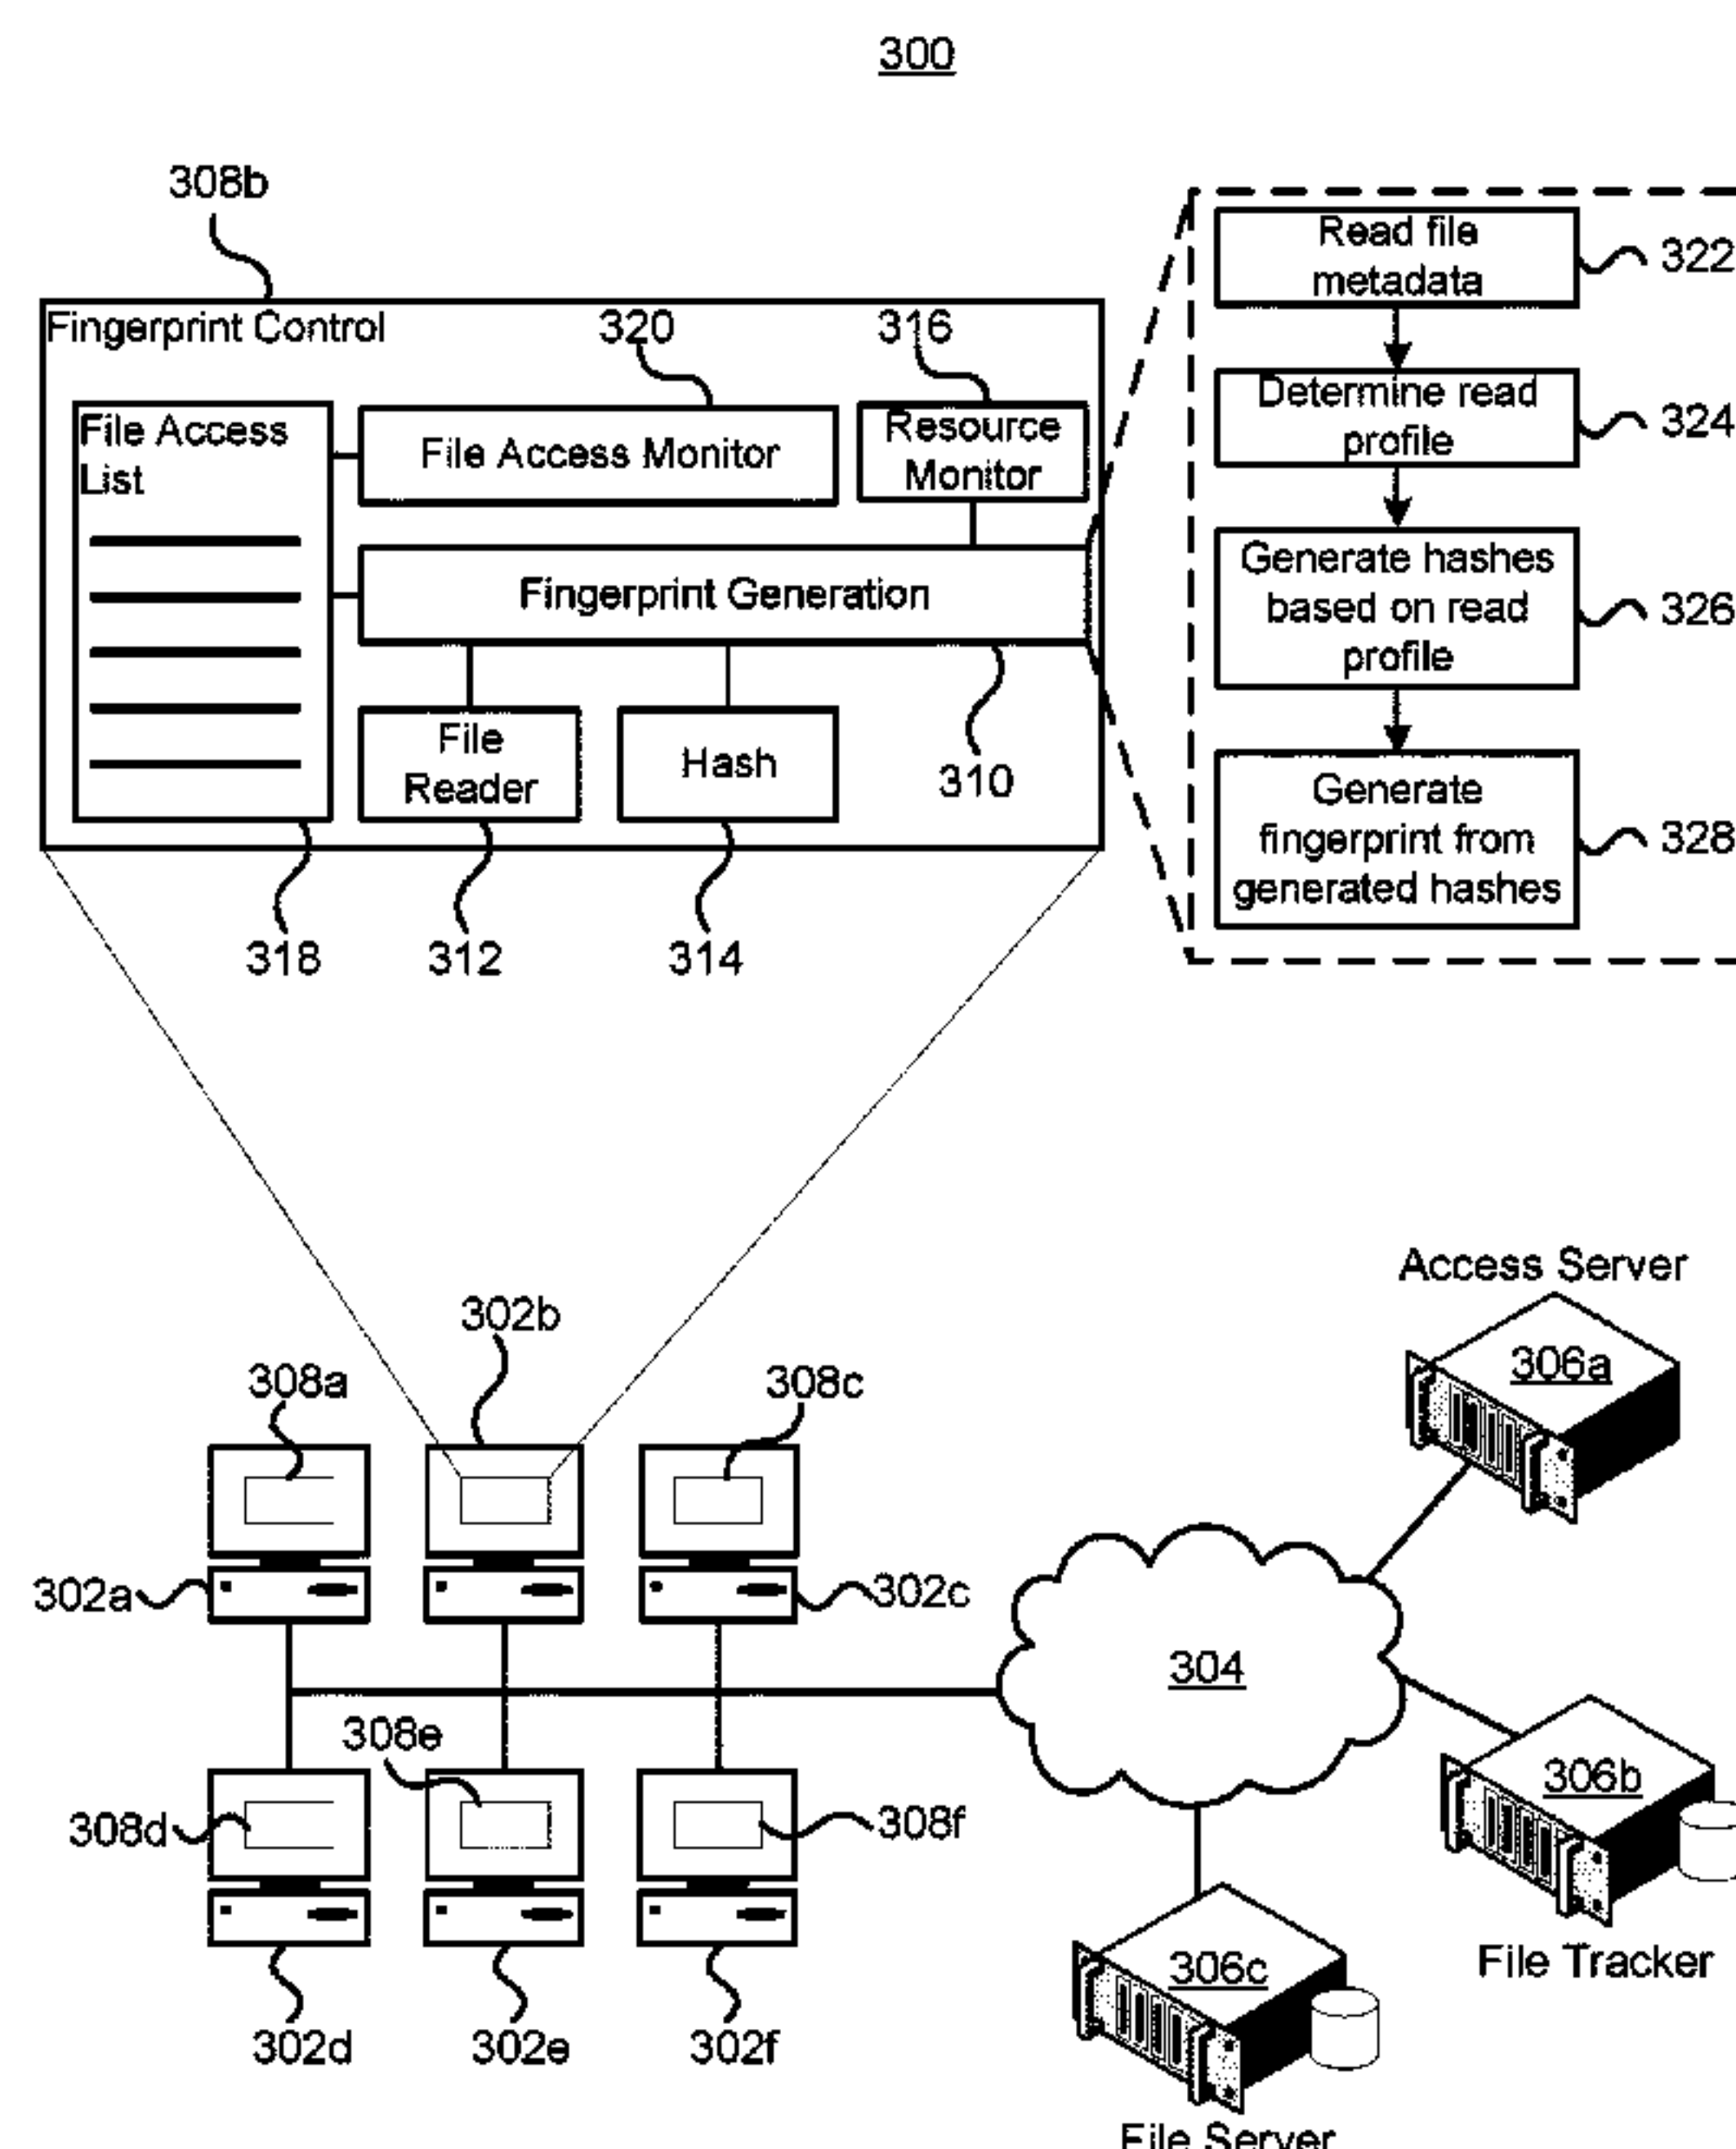 300
308b
Fingerprint Control
320
316
File Access
List
File Access Monitor
Resource
Monitor
Fingerprint Generation
File
Reader
Hash
310
318
312
314
Read file
metadata
322
Determine read
profile
324
Generate hashes
based on read
profile
326
Generate
fingerprint from
generated hashes
328
302b
308a
308c
302a
302c
308e
308d
308f
302d
302e
302f
304
Access Server
306a
306b
File Tracker
306c
File Server